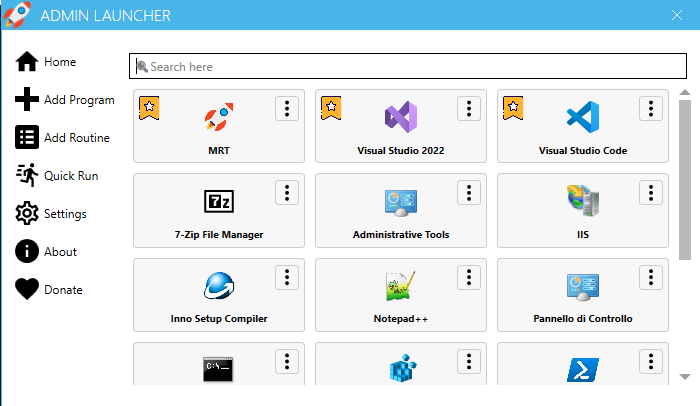 ADMIN LAUNCHER
Home
Add Program
Add Routine
Quick Run
Settings
About
Donate
Search here
MRT
Visual Studio 2022
Visual Studio Code
7z
7-Zip File Manager
Administrative Tools
IIS
Inno Setup Compiler
Notepad++
Pannello di Controllo
C:\.